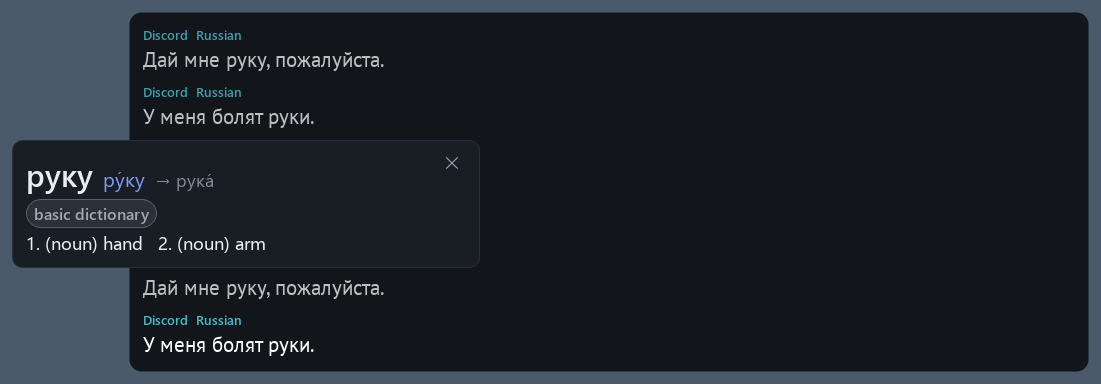 Discord Russian
Дай мне руку, пожалуйста.
Discord Russian
У меня болят руки.
руку ру́ку → рука́
basic dictionary
1. (noun) hand 2. (noun) arm
Дай мне руку, пожалуйста.
Discord Russian
У меня болят руки.